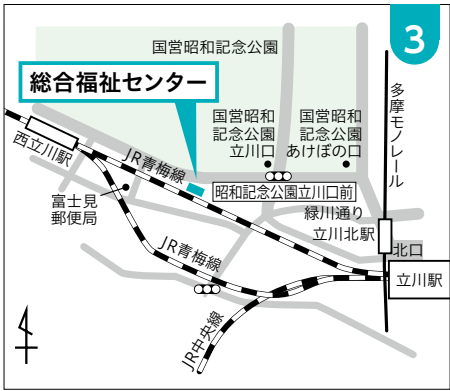 3
国営昭和記念公園
総合福祉センター
国営昭和
記念公園
立川口
国営昭和
記念公園
あけぼの口
多摩モノレール
西立川駅
JR青梅線
昭和記念公園立川口前
富士見
郵便局
緑川通り
立川北駅
北口
立川駅
JR青梅線
JR中央線